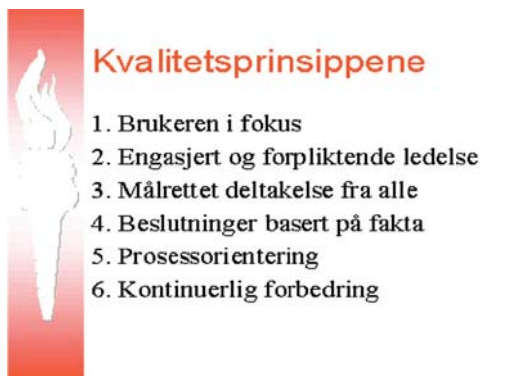 Kvalitetsprinsippene
1. Brukeren i fokus
2. Engasjert og forpliktende ledelse
3. Målrettet deltakelse fra alle
4. Beslutninger basert på fakta
5. Prosessorientering
6. Kontinuerlig forbedring